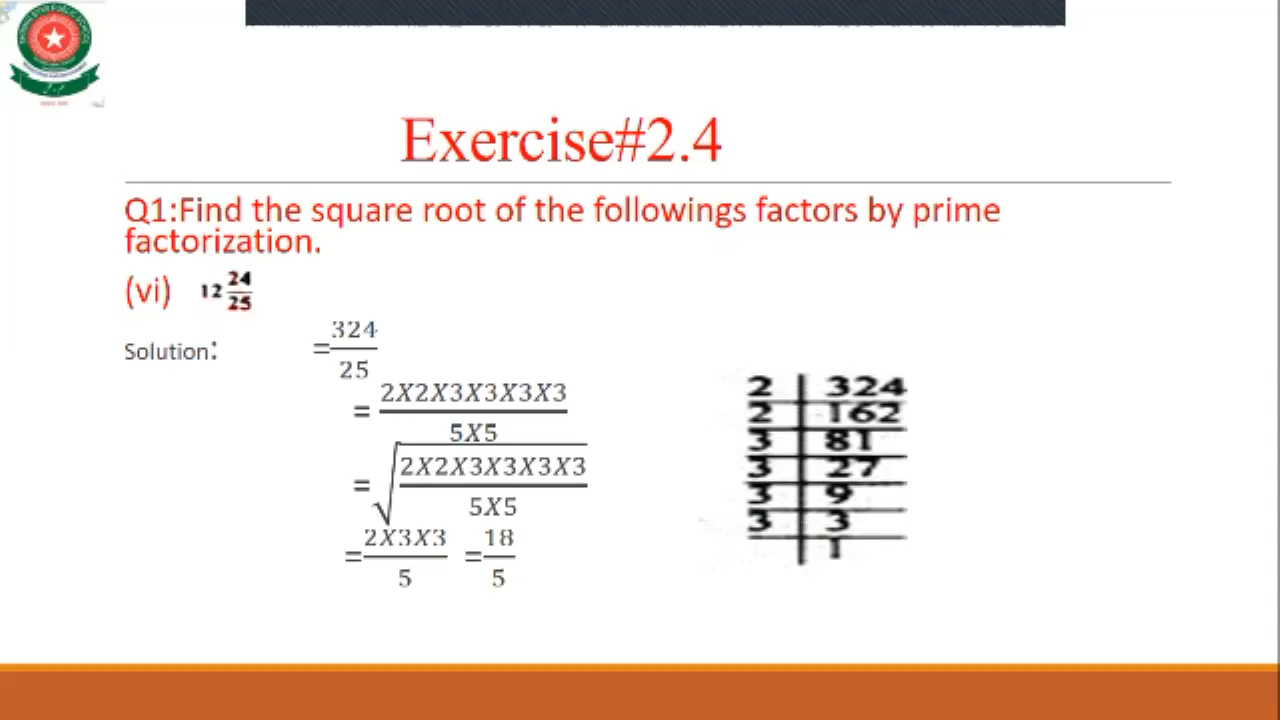 Exercise#2.4
Q1:Find the square root of the followings factors by prime
factorization.
(vi) 12 24/25
Solution: =324/25
= 2X2X3X3X3X3/5X5
= √2X2X3X3X3X3/5X5
=2X3X3/5 =18/5
2 | 324
2 | 162
3 | 81
3 | 27
3 | 9
3 | 3
| 1